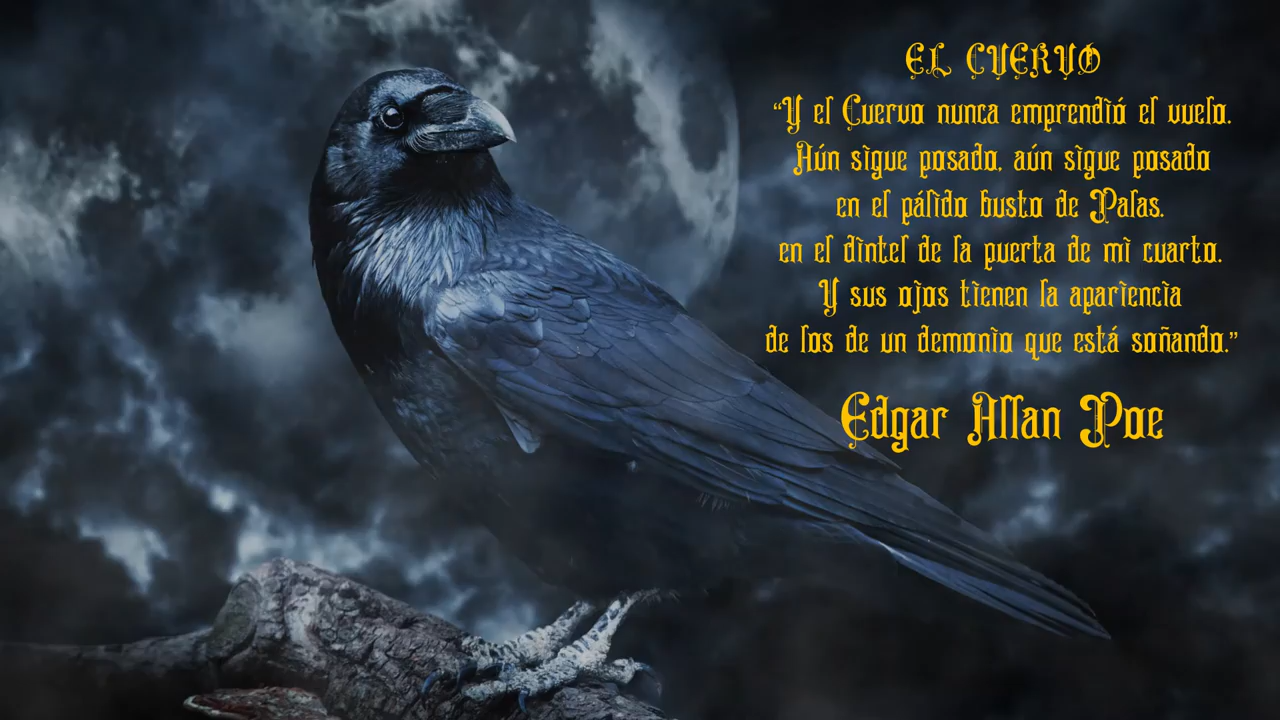 EL CUERVO
“Y el Cuervo nunca emprendió el vuelo.
Aún sigue posado, aún sigue posado
en el pálido busto de Palas.
en el dintel de la puerta de mi cuarto.
Y sus ojos tienen la apariencia
de los de un demonio que está soñando.”
Edgar Allan Poe